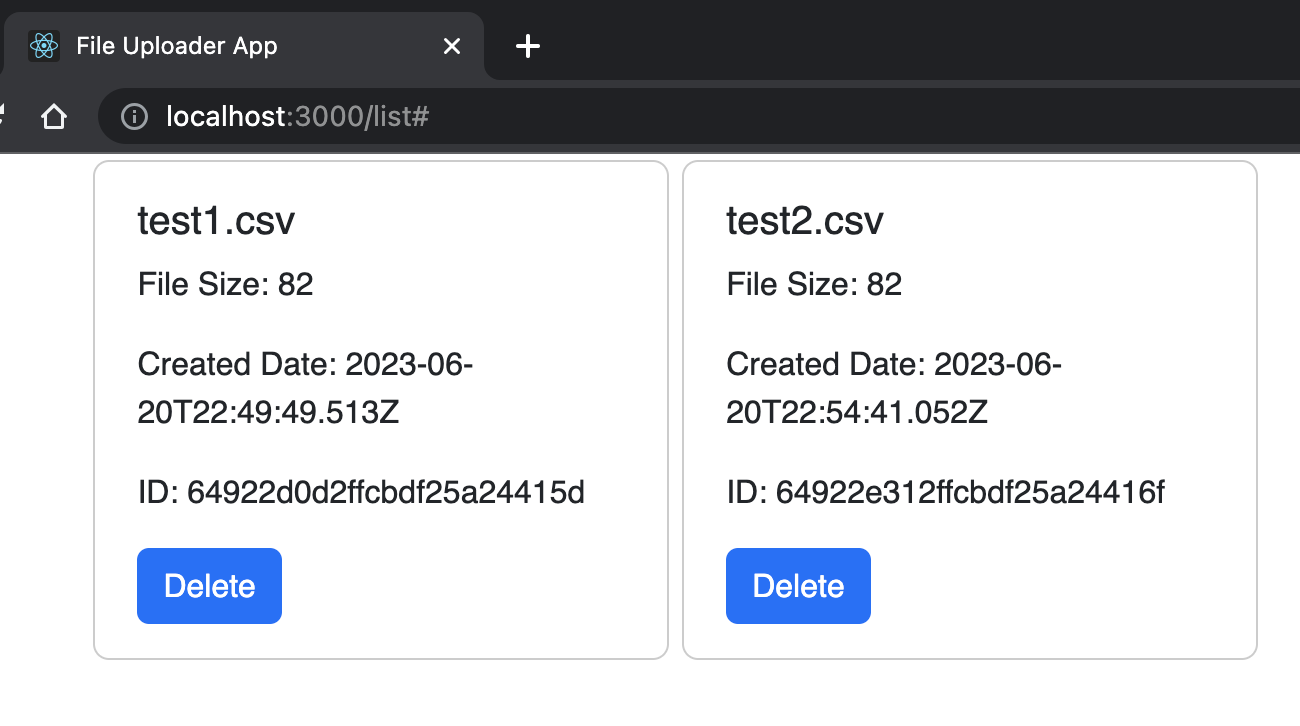 File Uploader App
localhost:3000/list#
test1.csv
File Size: 82
Created Date: 2023-06-
20T22:49:49.513Z
ID: 64922d0d2ffcbdf25a24415d
Delete
test2.csv
File Size: 82
Created Date: 2023-06-
20T22:54:41.052Z
ID: 64922e312ffcbdf25a24416f
Delete